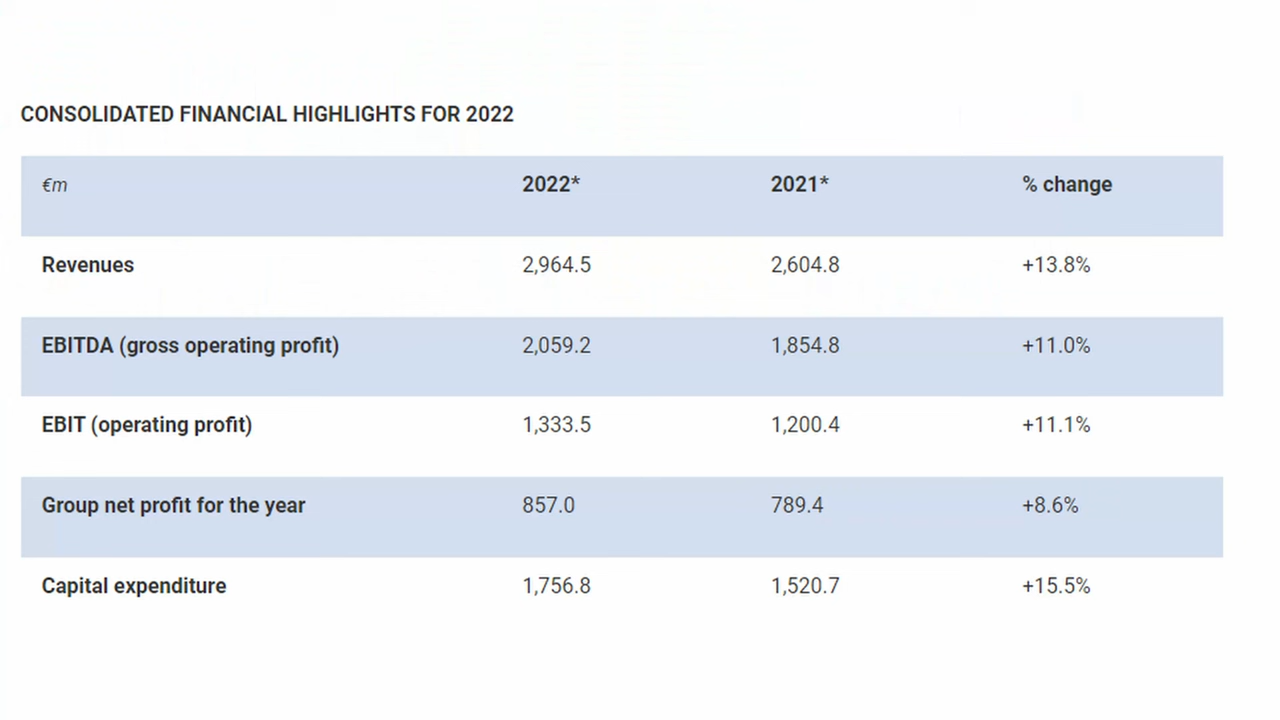 CONSOLIDATED FINANCIAL HIGHLIGHTS FOR 2022
€m 2022* 2021* % change
Revenues 2,964.5 2,604.8 +13.8%
EBITDA (gross operating profit) 2,059.2 1,854.8 +11.0%
EBIT (operating profit) 1,333.5 1,200.4 +11.1%
Group net profit for the year 857.0 789.4 +8.6%
Capital expenditure 1,756.8 1,520.7 +15.5%